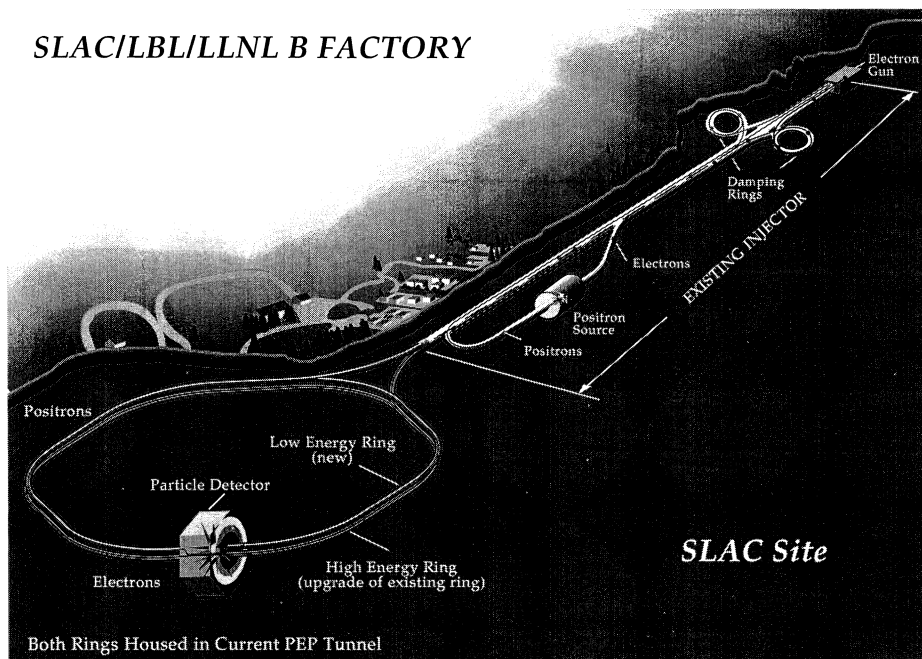 SLAC/LBL/LLNL B FACTORY
Electron
Gun
Damping
Rings
EXISTING INJECTOR
Electrons
Positron
Source
Positrons
Positrons
Low Energy Ring
(new)
Particle Detector
Electrons
High Energy Ring
(upgrade of existing ring)
SLAC Site
Both Rings Housed in Current PEP Tunnel